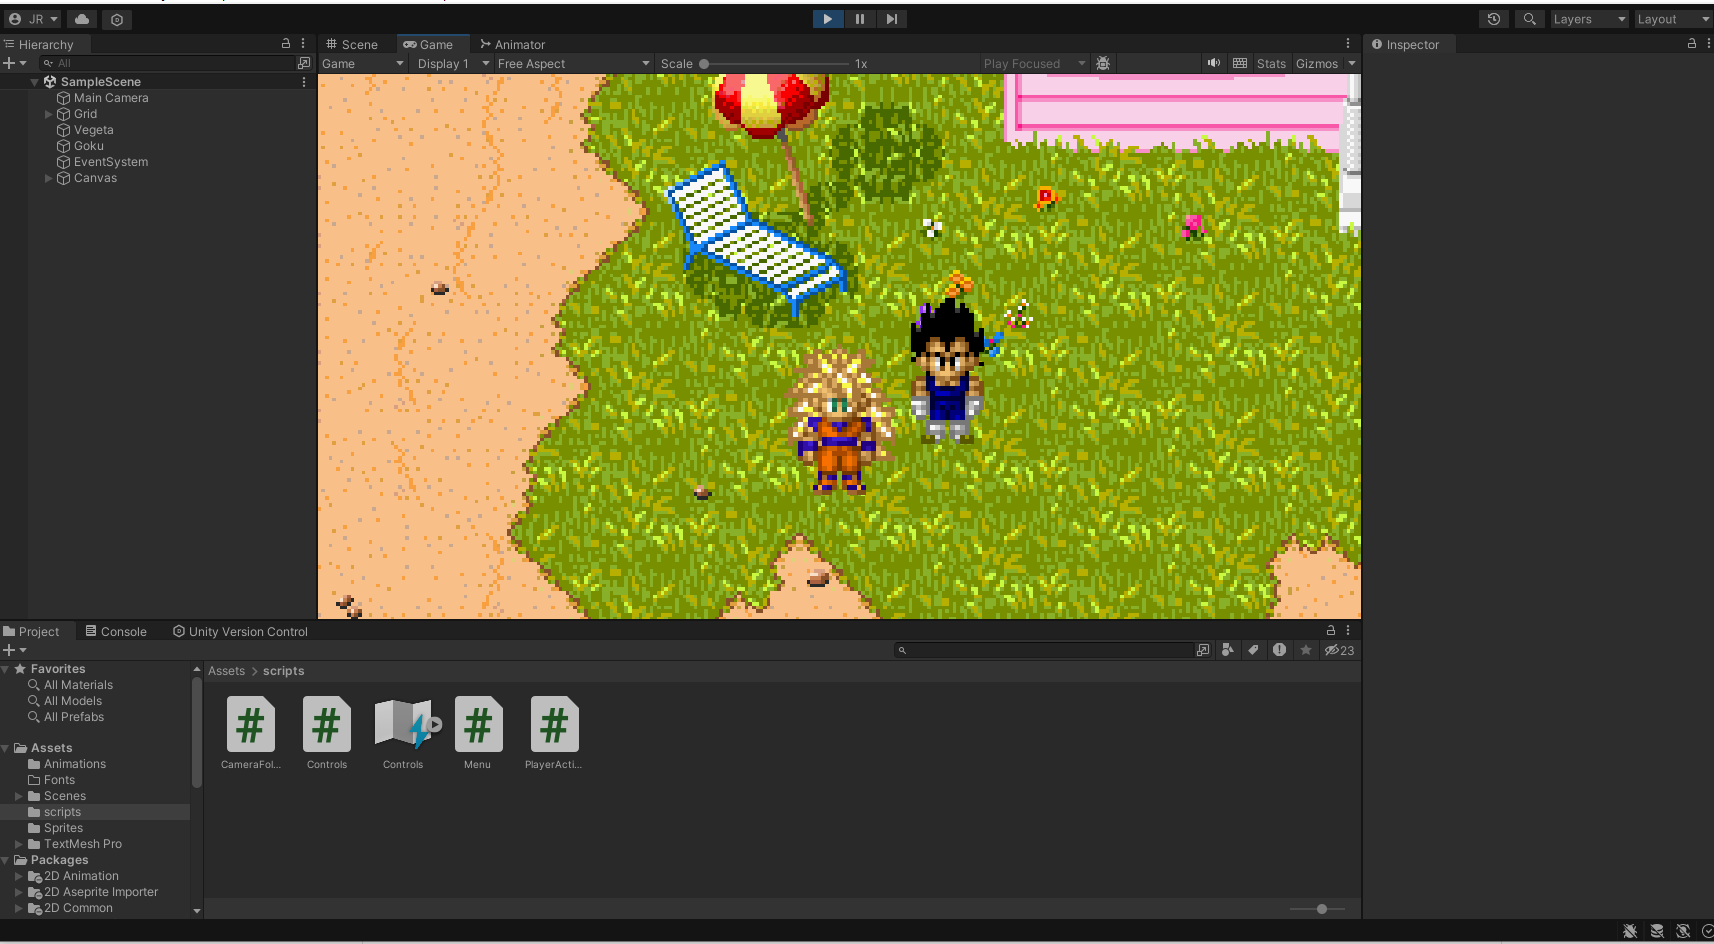 JR
Layers
Layout
Hierarchy
Scene
Game
Animator
Inspector
All
Game
Display 1
Free Aspect
Scale
1x
Play Focused
Stats
Gizmos
SampleScene
Main Camera
Grid
Vegeta
Goku
EventSystem
Canvas
Project
Console
Unity Version Control
23
Favorites
All Materials
All Models
All Prefabs
Assets
Animations
Fonts
Scenes
scripts
Sprites
TextMesh Pro
Packages
2D Animation
2D Aseprite Importer
2D Common
Assets > scripts
CameraFol...
Controls
Controls
Menu
PlayerActi...